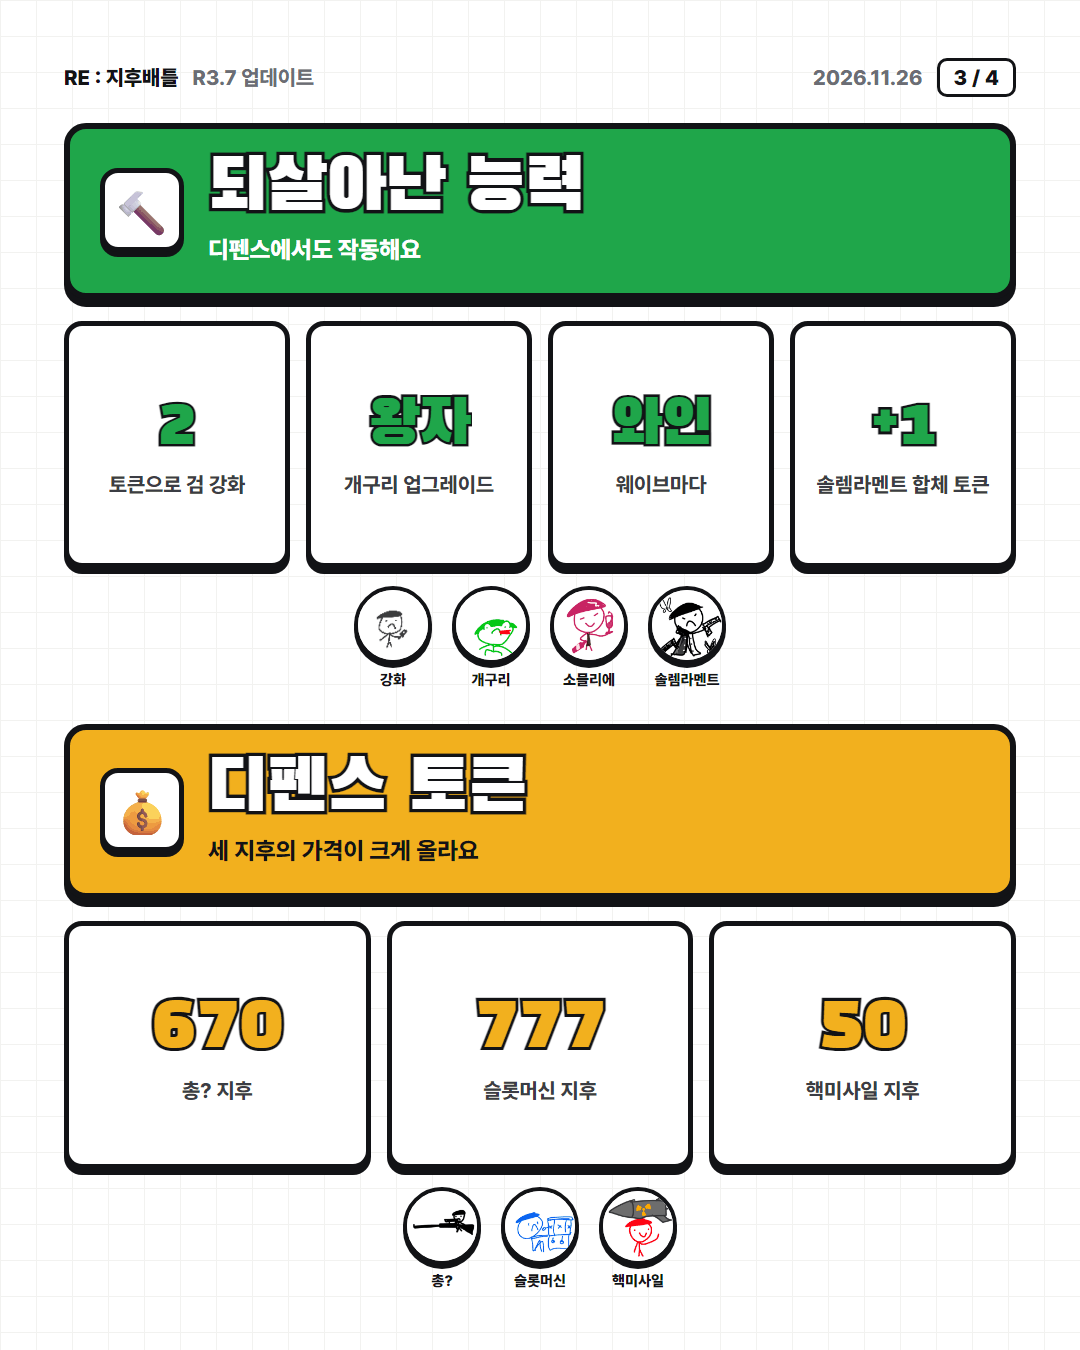 RE : 지후배틀 R3.7 업데이트
2026.11.26 3 / 4
되살아난 능력
디펜스에서도 작동해요
2
토큰으로 검 강화
왕자
개구리 업그레이드
와인
웨이브마다
+1
솔렘라멘트 합체 토큰
강화
개구리
소믈리에
솔렘라멘트
디펜스 토큰
세 지후의 가격이 크게 올라요
670
총? 지후
777
슬롯머신 지후
50
핵미사일 지후
총?
슬롯머신
핵미사일